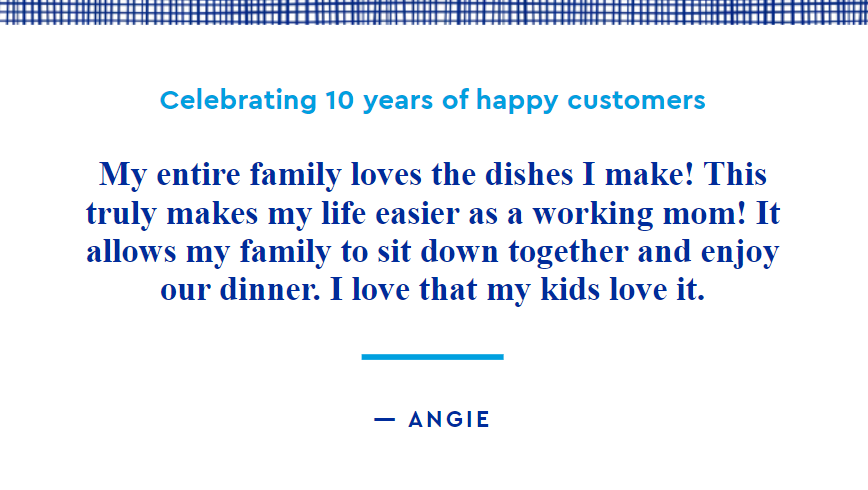 Celebrating 10 years of happy customers
My entire family loves the dishes I make! This
truly makes my life easier as a working mom! It
allows my family to sit down together and enjoy
our dinner. I love that my kids love it.
— ANGIE